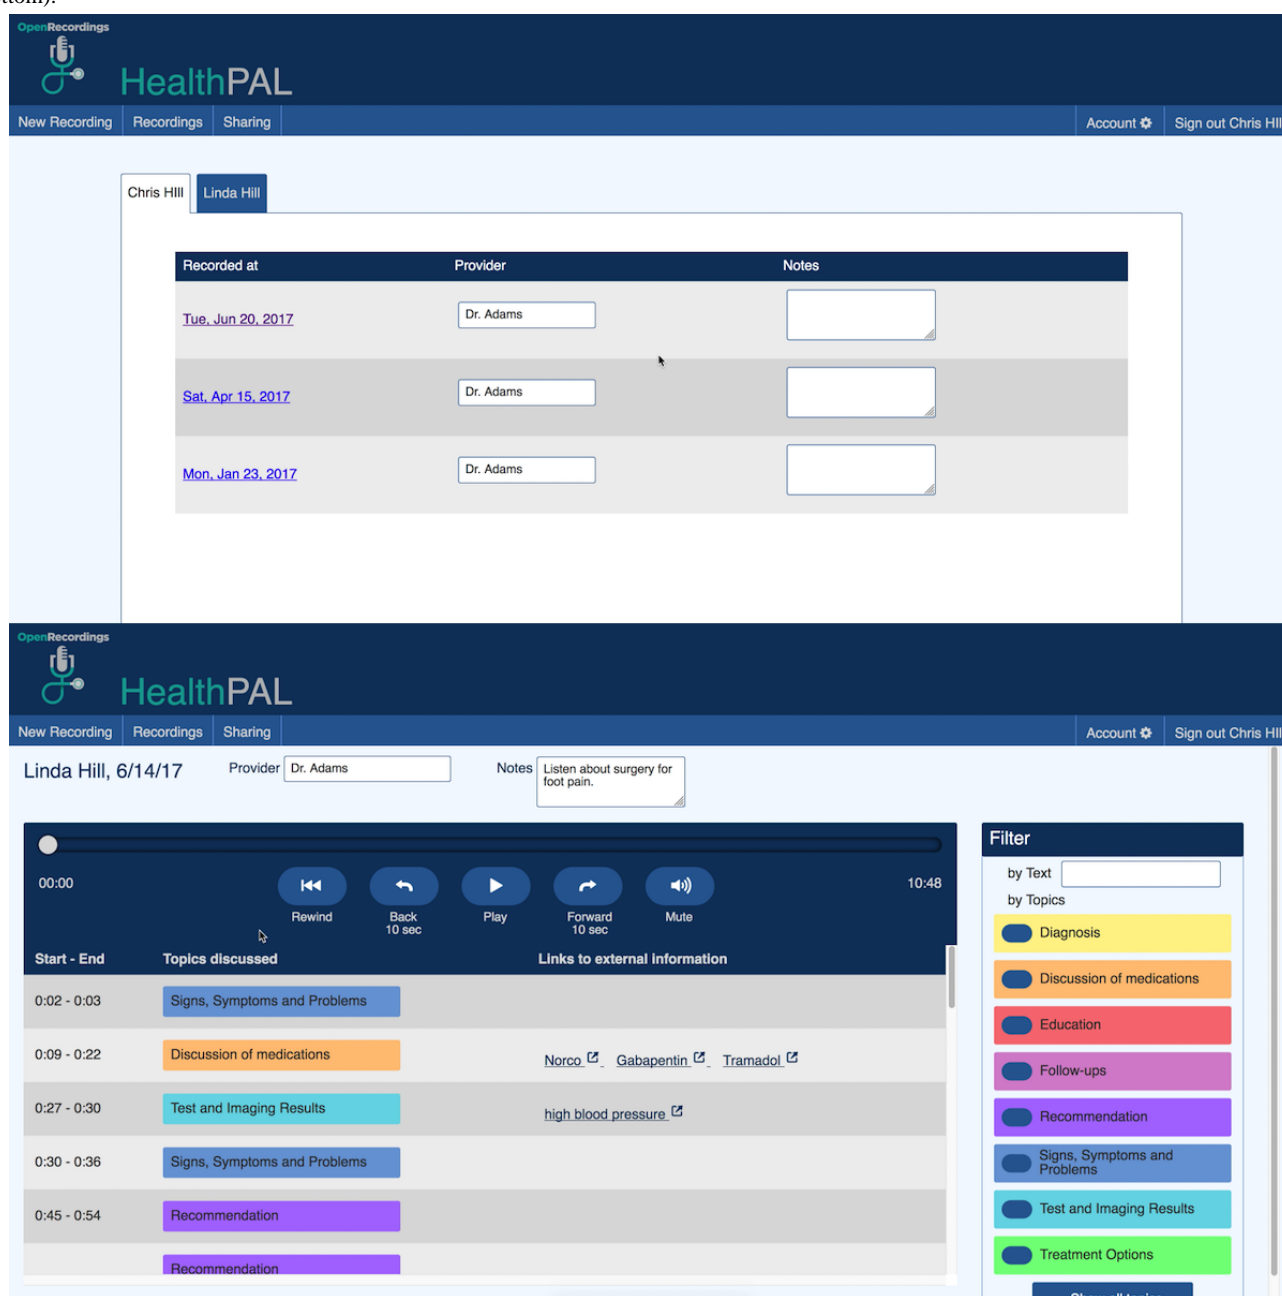 OpenRecordings
HealthPAL
New Recording Recordings Sharing Account Sign out Chris HIll
Chris HIll Linda Hill
Recorded at Provider Notes
Tue, Jun 20, 2017 Dr. Adams
Sat, Apr 15, 2017 Dr. Adams
Mon, Jan 23, 2017 Dr. Adams
OpenRecordings
HealthPAL
New Recording Recordings Sharing Account Sign out Chris HIll
Linda Hill, 6/14/17 Provider Dr. Adams Notes Listen about surgery for
foot pain.
00:00 10:48
Rewind Back
10 sec Play Forward
10 sec Mute
Start - End Topics discussed Links to external information
0:02 - 0:03 Signs, Symptoms and Problems
0:09 - 0:22 Discussion of medications Norco Gabapentin Tramadol
0:27 - 0:30 Test and Imaging Results high blood pressure
0:30 - 0:36 Signs, Symptoms and Problems
0:45 - 0:54 Recommendation
Recommendation
Filter
by Text
by Topics
Diagnosis
Discussion of medications
Education
Follow-ups
Recommendation
Signs, Symptoms and
Problems
Test and Imaging Results
Treatment Options